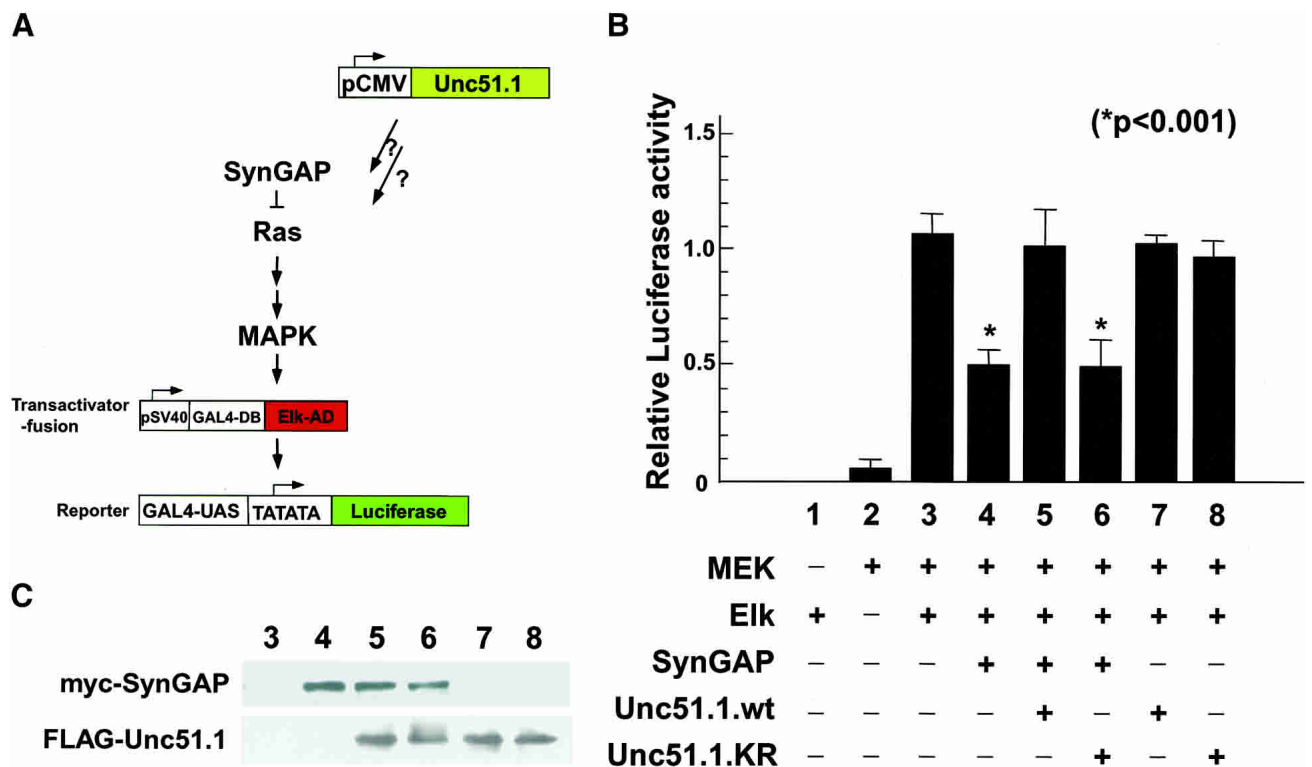 A
pCMV Unc51.1
?
?
SynGAP
Ras
MAPK
Transactivator
-fusion
pSV40 GAL4-DB Elk-AD
Reporter GAL4-UAS TATATA Luciferase
B
(*p<0.001)
Relative Luciferase activity
1.5
1.0
0.5
0
* *
1 2 3 4 5 6 7 8
MEK – + + + + + + +
Elk + – + + + + + +
SynGAP – – – + + + – –
Unc51.1.wt – – – – + – + –
Unc51.1.KR – – – – – + – +
C
3 4 5 6 7 8
myc-SynGAP
FLAG-Unc51.1